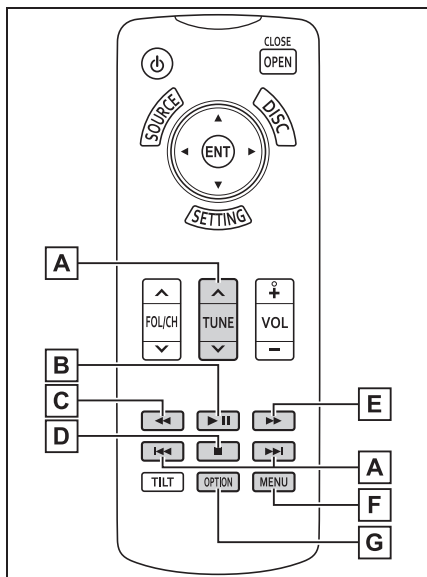 CLOSE
OPEN
SOURCE
DISC
ENT
SETTING
A
FOL/CH
TUNE
+
VOL
−
B
C
E
D
A
TILT
OPTION
MENU
F
G